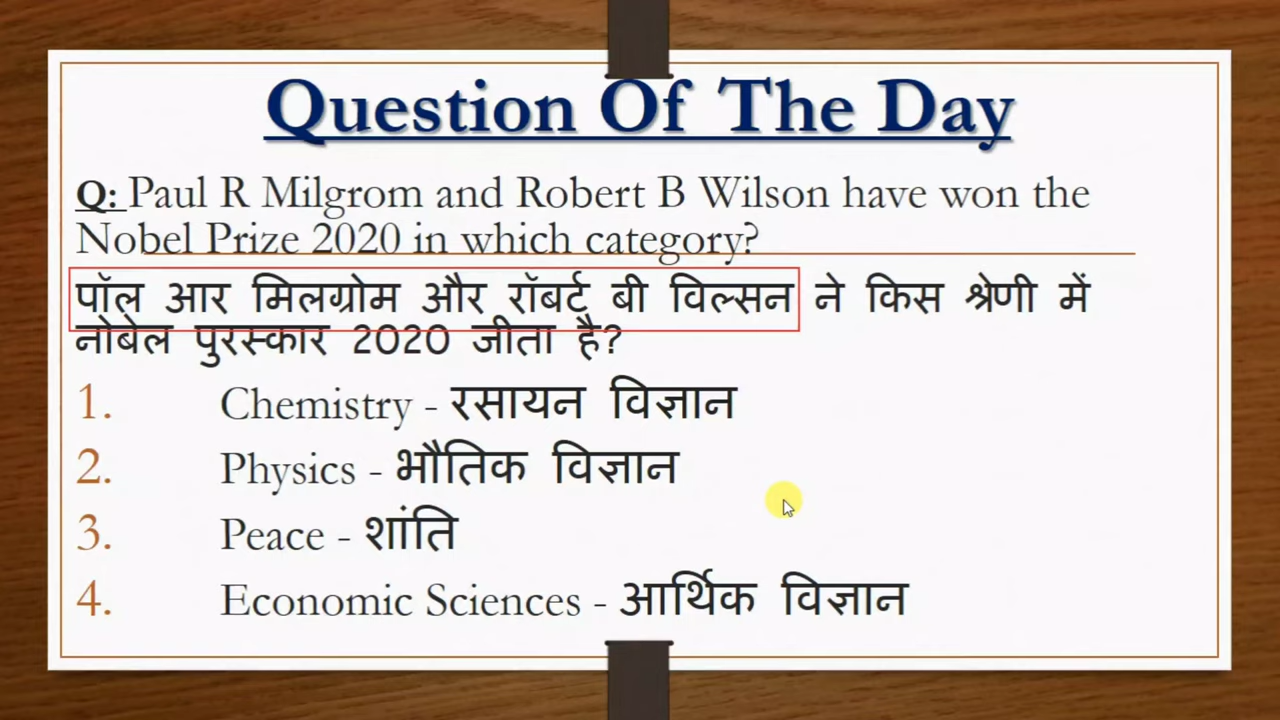 Question Of The Day
Q: Paul R Milgrom and Robert B Wilson have won the
Nobel Prize 2020 in which category?
पॉल आर मिलग्रोम और रॉबर्ट बी विल्सन ने किस श्रेणी में
नोबेल पुरस्कार 2020 जीता है?
1. Chemistry - रसायन विज्ञान
2. Physics - भौतिक विज्ञान
3. Peace - शांति
4. Economic Sciences - आर्थिक विज्ञान